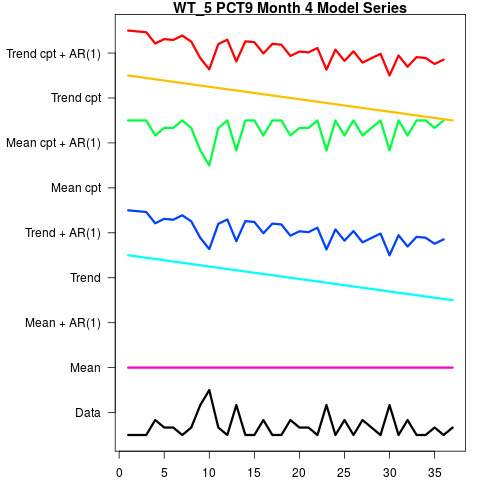 WT_5 PCT9 Month 4 Model Series
Trend cpt + AR(1)
Trend cpt
Mean cpt + AR(1)
Mean cpt
Trend + AR(1)
Trend
Mean + AR(1)
Mean
Data
0 5 10 15 20 25 30 35